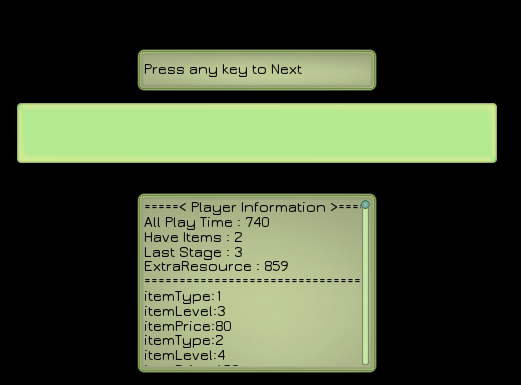 Press any key to Next
=====< Player Information >====
All Play Time : 740
Have Items : 2
Last Stage : 3
ExtraResource : 859
==============================
itemType:1
itemLevel:3
itemPrice:80
itemType:2
itemLevel:4